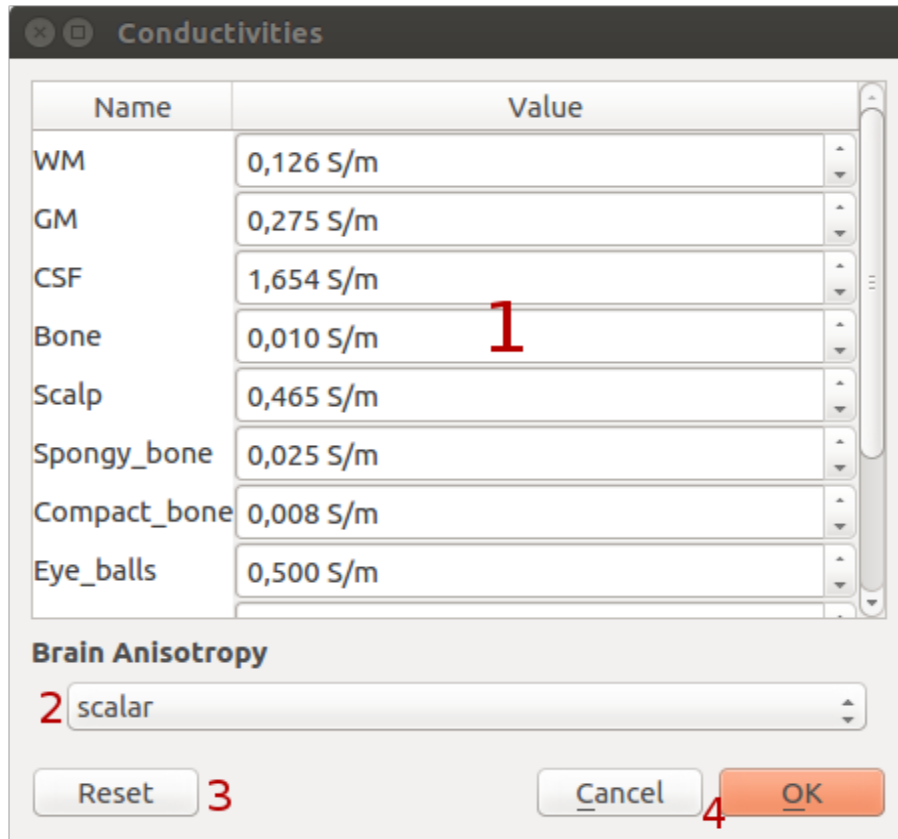 Conductivities
Name Value
WM 0,126 S/m
GM 0,275 S/m
CSF 1,654 S/m
1
Bone 0,010 S/m
Scalp 0,465 S/m
Spongy_bone 0,025 S/m
Compact_bone 0,008 S/m
Eye_balls 0,500 S/m
Brain Anisotropy
2 scalar
Reset 3 Cancel 4 OK